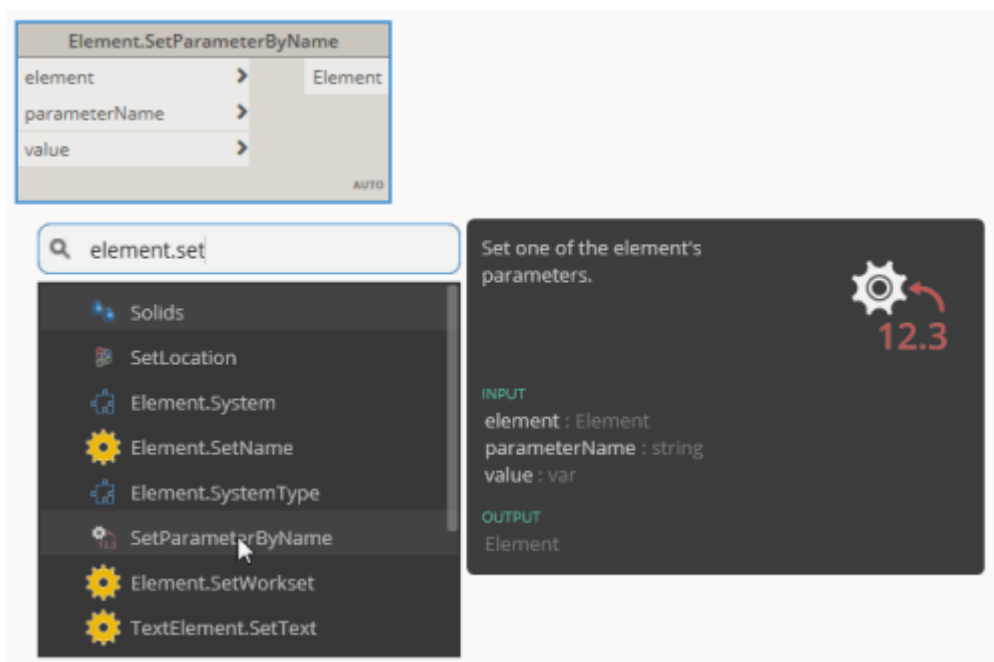 Element.SetParameterByName
element
Element
parameterName
value
AUTO
element.set
Solids
SetLocation
Element.System
Element.SetName
Element.SystemType
SetParameterByName
Element.SetWorkset
TextElement.SetText
Set one of the element's
parameters.
12.3
INPUT
element : Element
parameterName : string
value : var
OUTPUT
Element